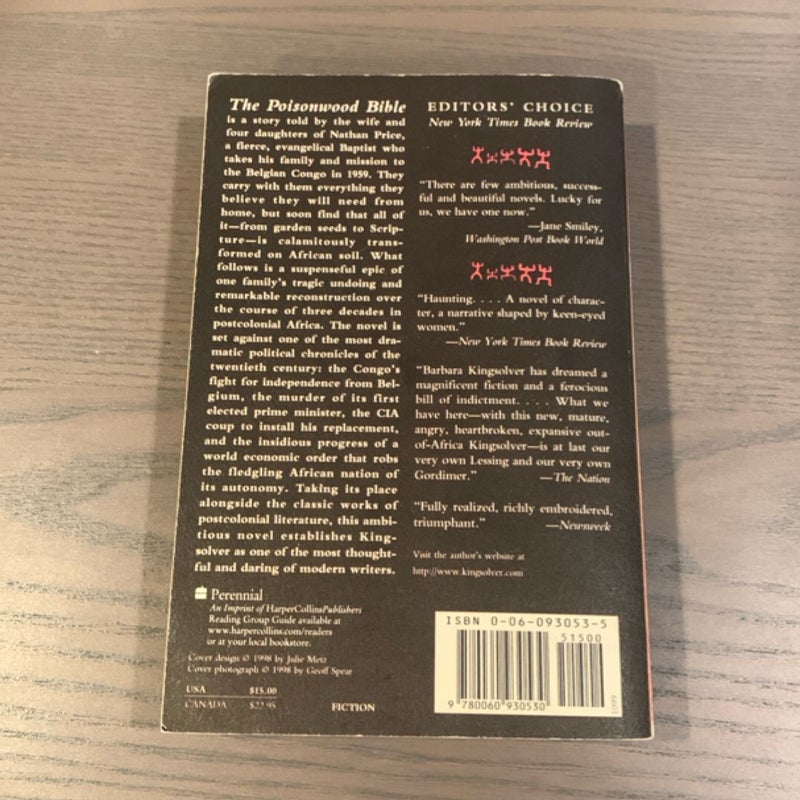 The Poisonwood Bible
is a story told by the wife and
four daughters of Nathan Price,
a fierce, evangelical Baptist who
takes his family and mission to
the Belgian Congo in 1959. They
carry with them everything they
believe they will need from
home, but soon find that all of
it—from garden seeds to Scrip-
ture—is calamitously trans-
formed on African soil. What
follows is a suspenseful epic of
one family's tragic undoing and
remarkable reconstruction over
the course of three decades in
postcolonial Africa. The novel is
set against one of the most dra-
matic political chronicles of the
twentieth century: the Congo's
fight for independence from Bel-
gium, the murder of its first
elected prime minister, the CIA
coup to install his replacement,
and the insidious progress of a
world economic order that robs
the fledgling African nation of
its autonomy. Taking its place
alongside the classic works of
postcolonial literature, this ambi-
tious novel establishes King-
solver as one of the most thought-
ful and daring of modern writers.
EDITORS' CHOICE
New York Times Book Review
"There are few ambitious, success-
ful and beautiful novels. Lucky for
us, we have one now."
—Jane Smiley,
Washington Post Book World
"Haunting. . . . A novel of charac-
ter, a narrative shaped by keen-eyed
women."
—New York Times Book Review
"Barbara Kingsolver has dreamed a
magnificent fiction and a ferocious
bill of indictment. . . . What we
have here—with this new, mature,
angry, heartbroken, expansive out-
of-Africa Kingsolver—is at last our
very own Lessing and our very own
Gordimer." —The Nation
"Fully realized, richly embroidered,
triumphant." —Newsweek
Visit the author's website at
http://www.kingsolver.com
Perennial
An Imprint of HarperCollinsPublishers
Reading Group Guide available at
www.harpercollins.com/readers
or at your local bookstore.
Cover design © 1998 by Julie Metz
Cover photograph © 1998 by Geoff Spear
USA $15.00
CANADA $22.95
FICTION
ISBN 0-06-093053-5
51500
9 780060 930530